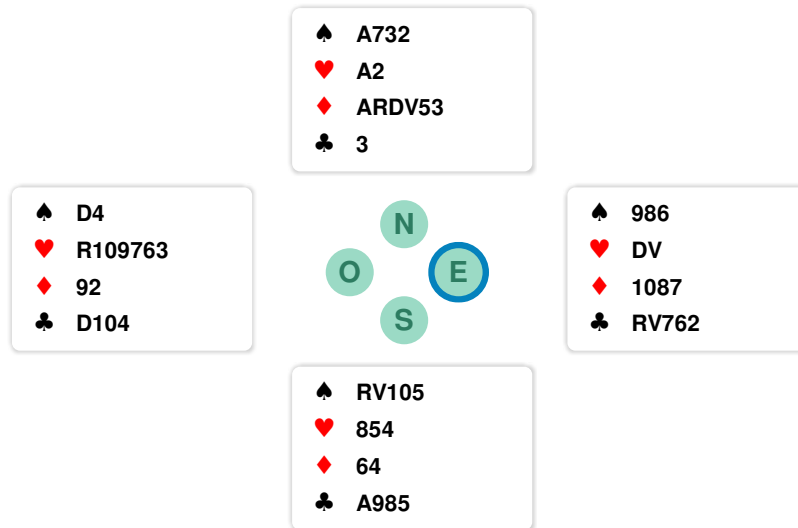 ♠ A732
♥ A2
♦ ARDV53
♣ 3
♠ D4
♥ R109763
♦ 92
♣ D104
N
O
E
S
♠ 986
♥ DV
♦ 1087
♣ RV762
♠ RV105
♥ 854
♦ 64
♣ A985